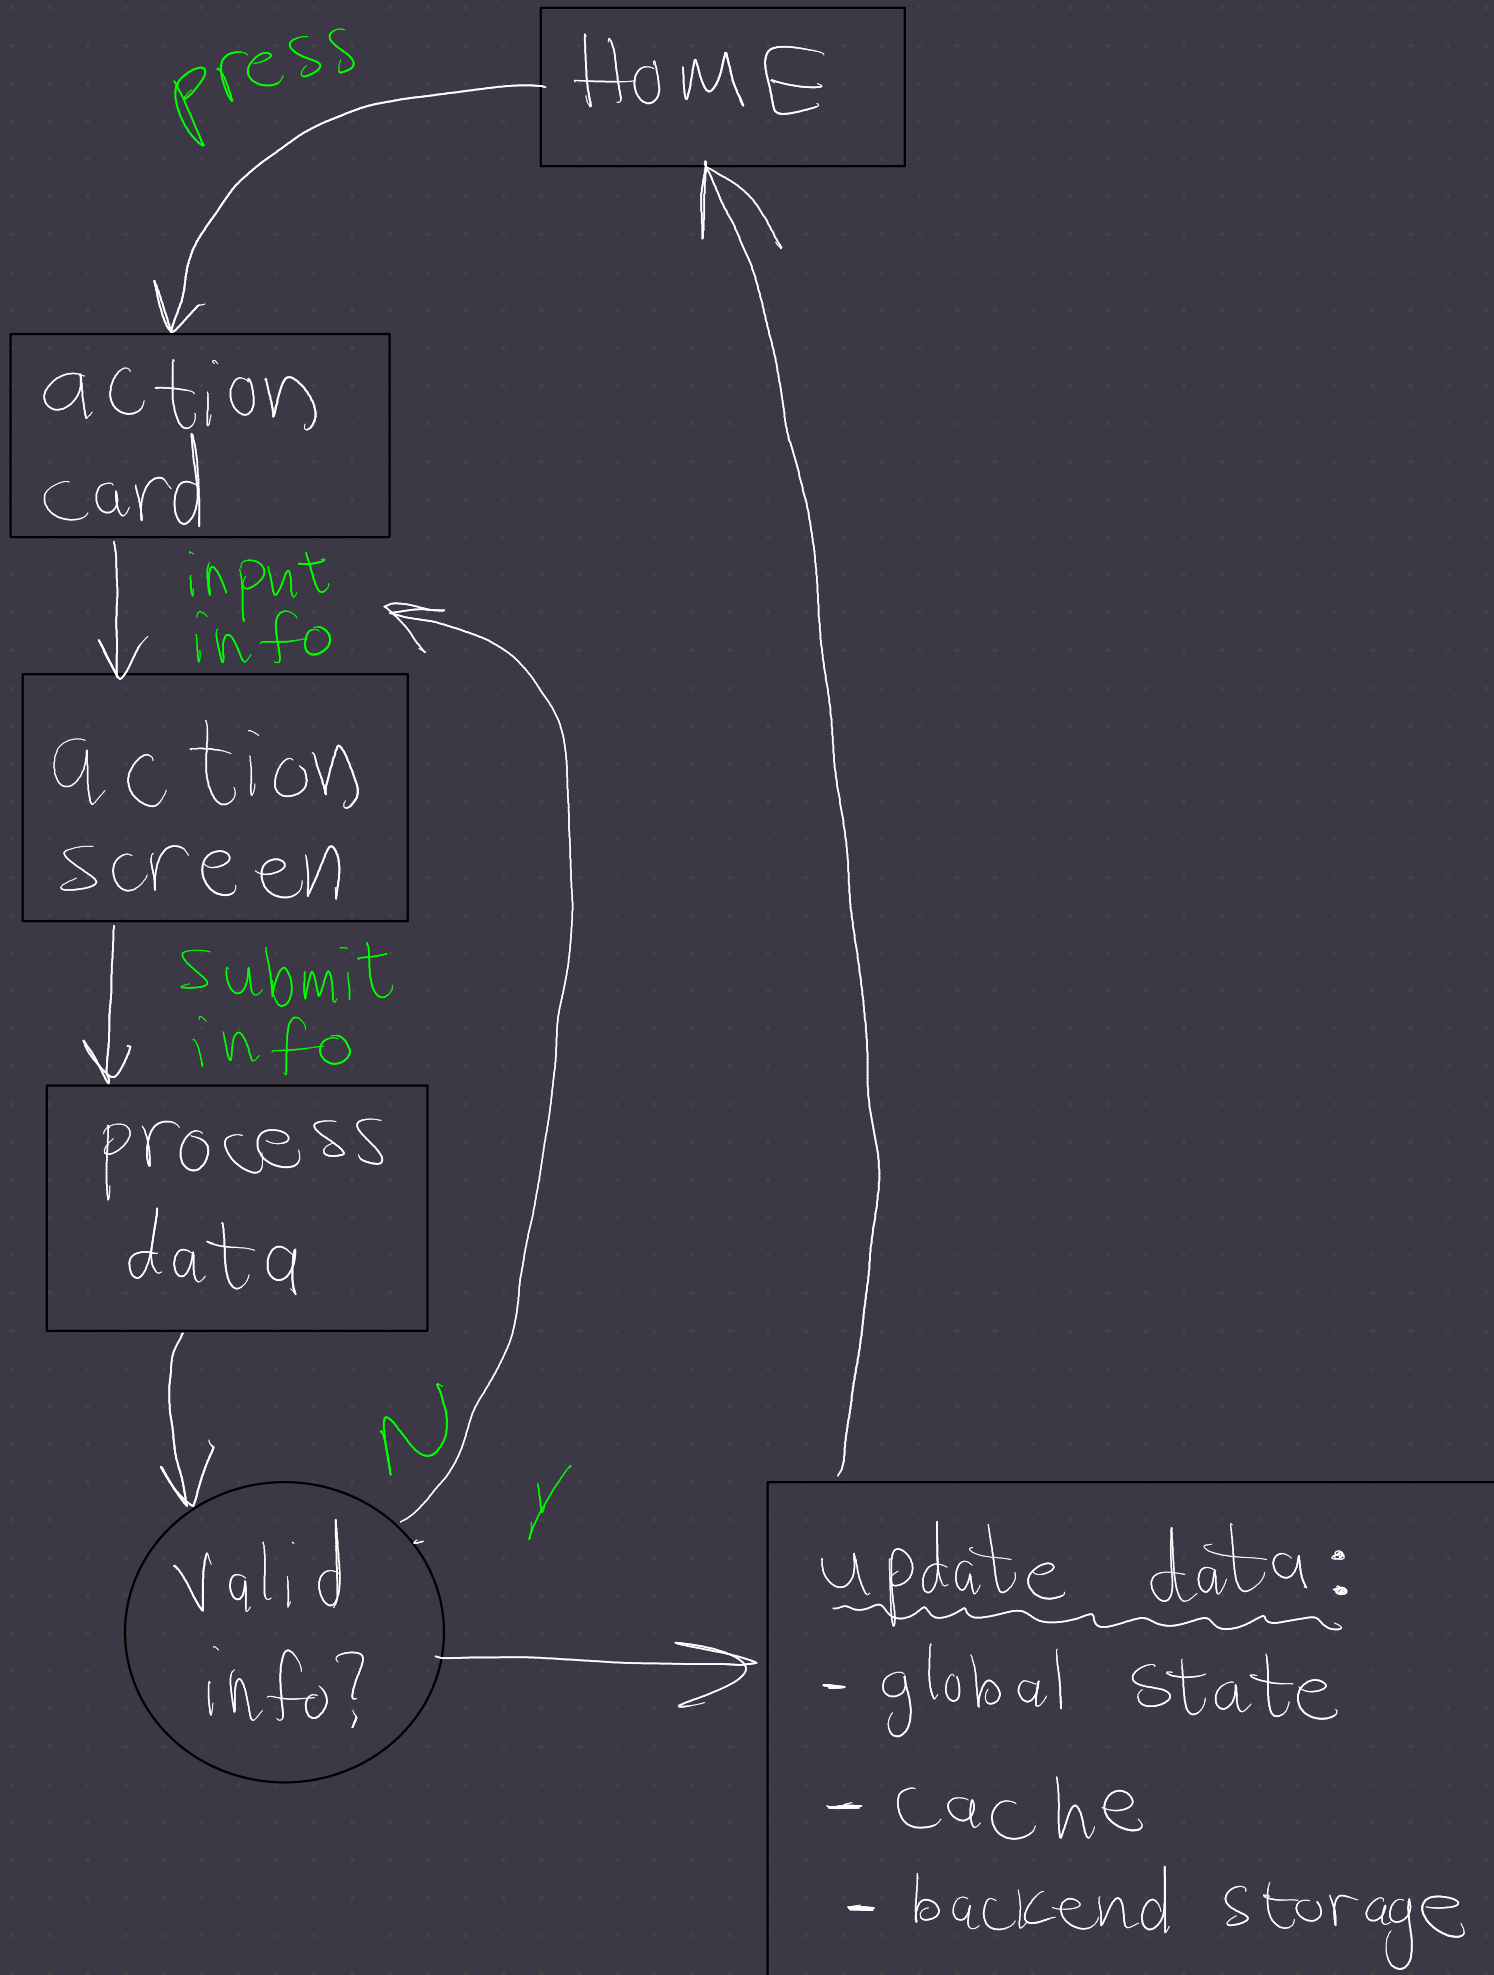 press
HOME
action
card
input
info
action
screen
submit
info
process
data
N
Y
valid
info?
update data:
- global state
- cache
- backend storage